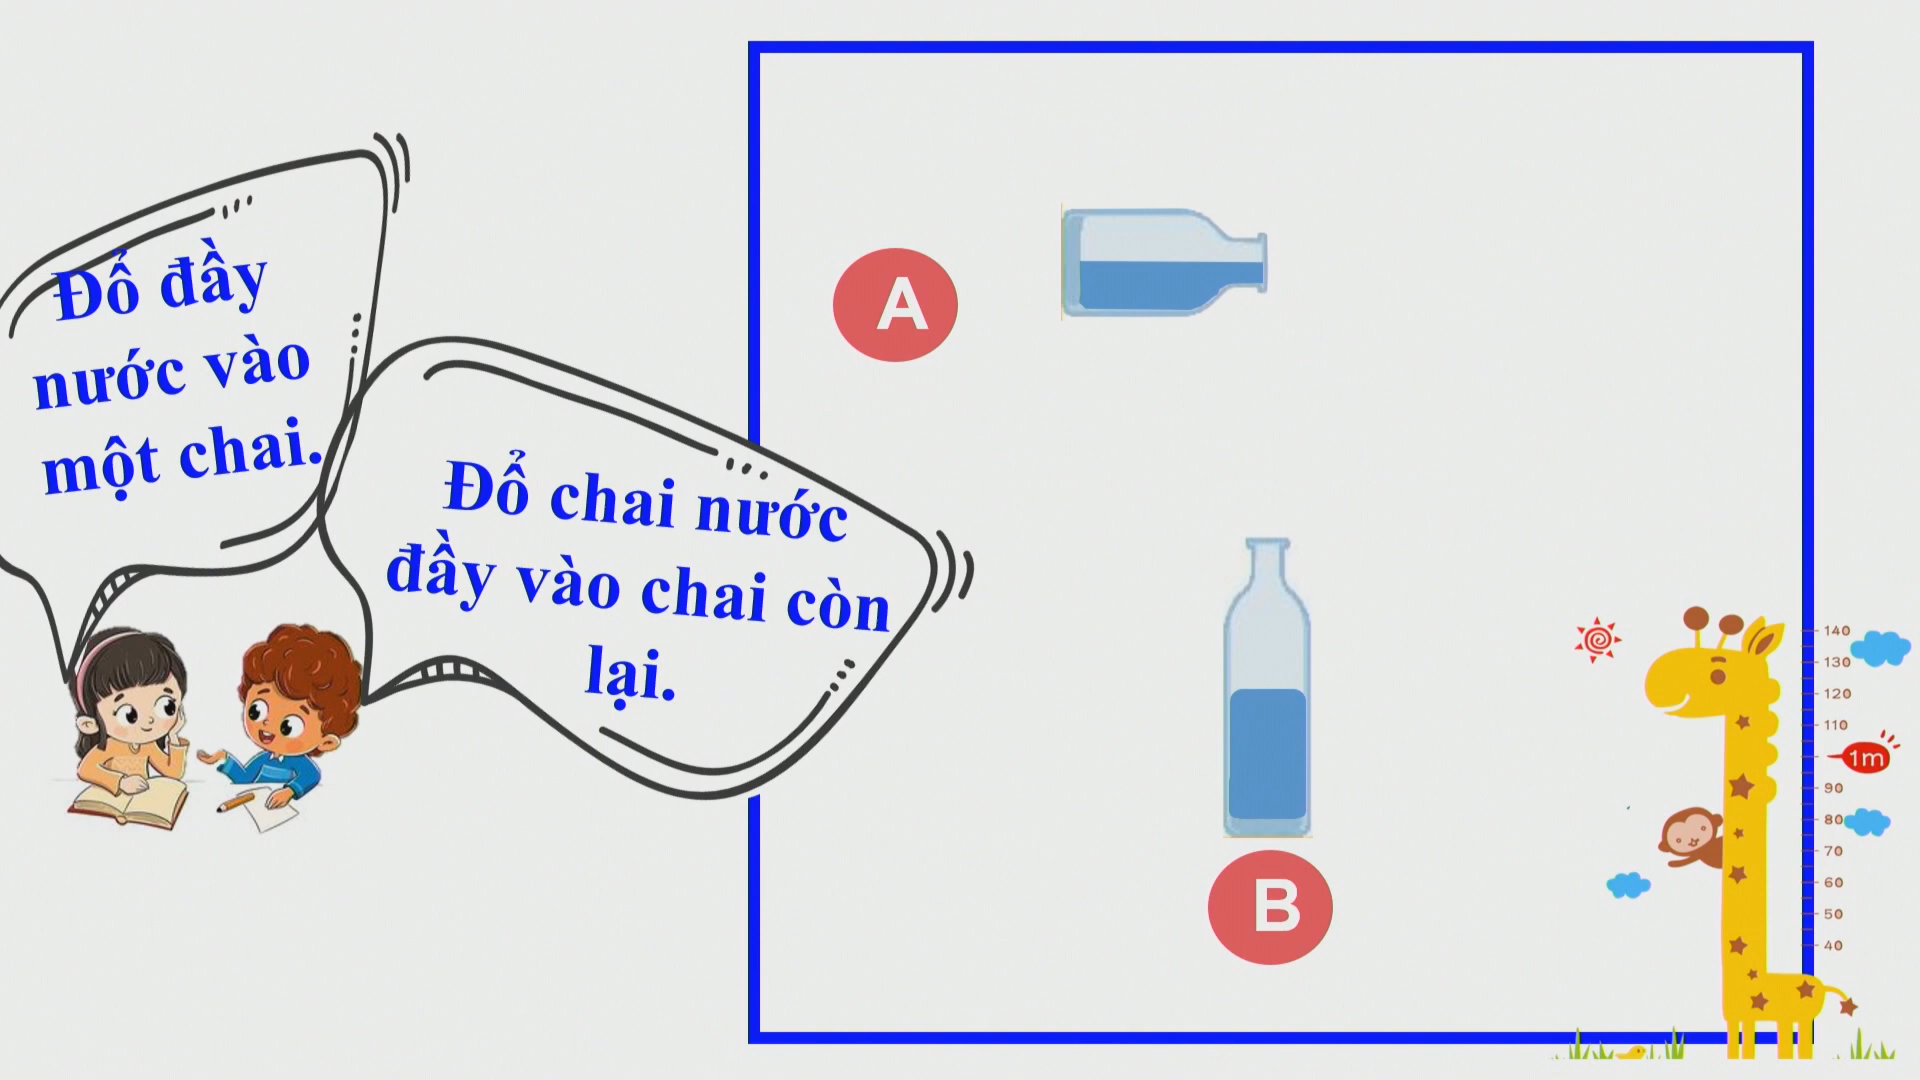 Đổ đầy
nước vào
một chai.
Đổ chai nước
đầy vào chai còn
lại.
A
B
140
130
120
110
1m
90
80
70
60
50
40